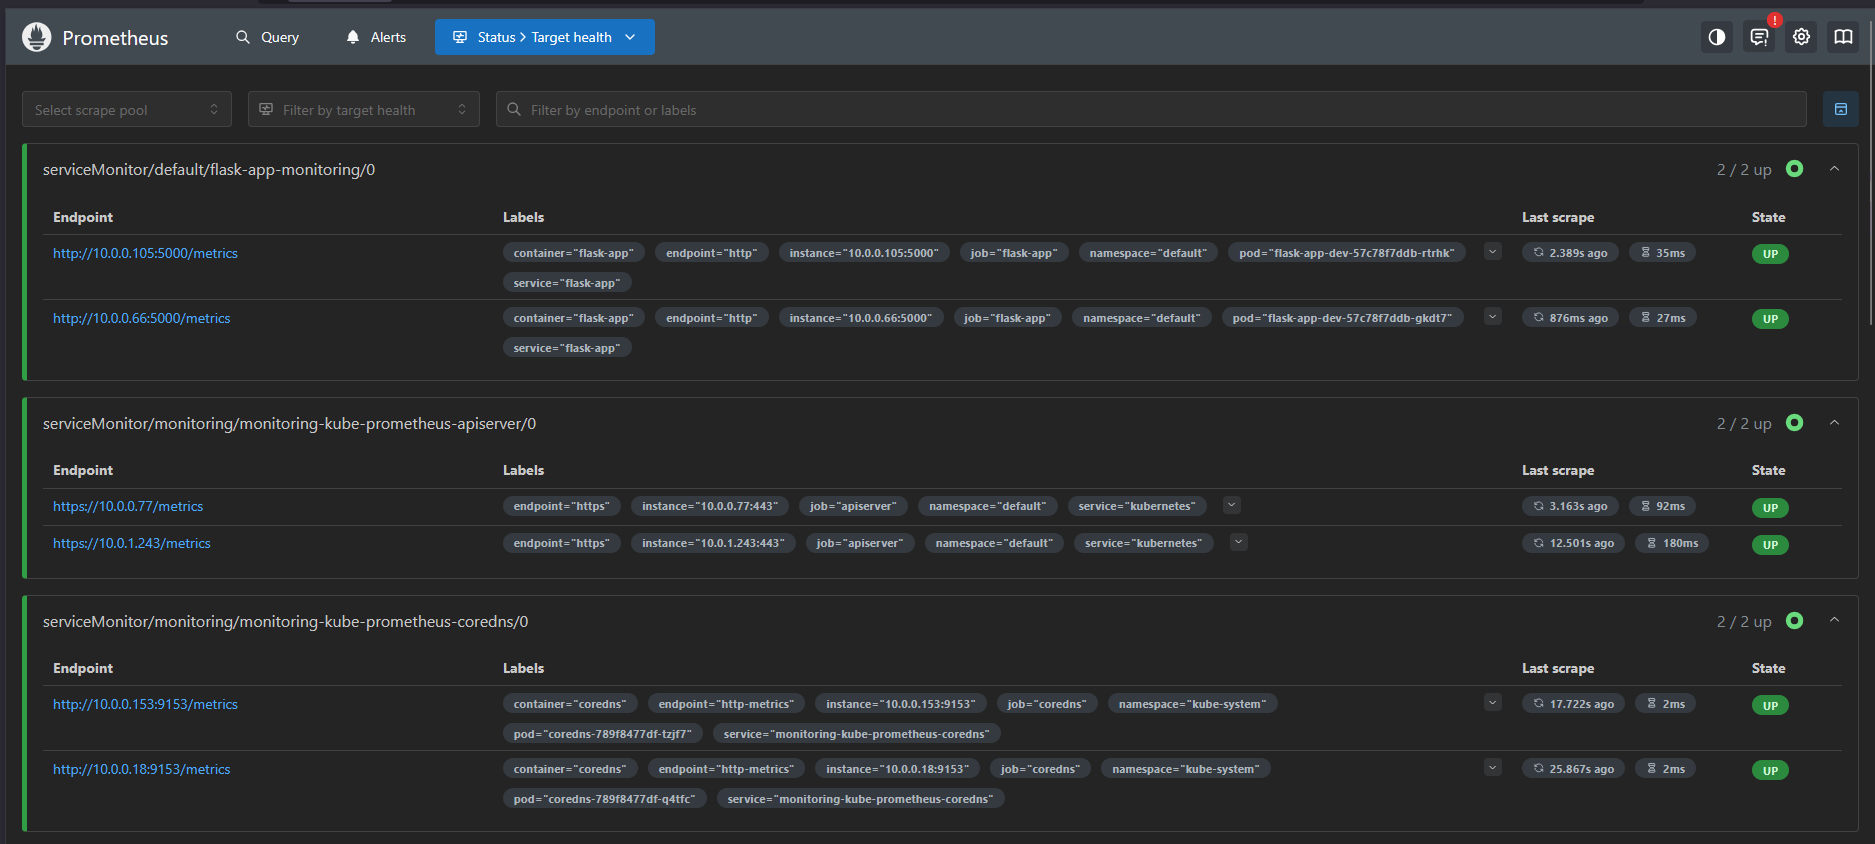 Prometheus Query Alerts Status > Target health !
Select scrape pool Filter by target health Filter by endpoint or labels
serviceMonitor/default/flask-app-monitoring/0 2 / 2 up
Endpoint Labels Last scrape State
http://10.0.0.105:5000/metrics container="flask-app" endpoint="http" instance="10.0.0.105:5000" job="flask-app" namespace="default" pod="flask-app-dev-57c78f7ddb-rtrhk" 2.389s ago 35ms UP
service="flask-app"
http://10.0.0.66:5000/metrics container="flask-app" endpoint="http" instance="10.0.0.66:5000" job="flask-app" namespace="default" pod="flask-app-dev-57c78f7ddb-gkdt7" 876ms ago 27ms UP
service="flask-app"
serviceMonitor/monitoring/monitoring-kube-prometheus-apiserver/0 2 / 2 up
Endpoint Labels Last scrape State
https://10.0.0.77/metrics endpoint="https" instance="10.0.0.77:443" job="apiserver" namespace="default" service="kubernetes" 3.163s ago 92ms UP
https://10.0.1.243/metrics endpoint="https" instance="10.0.1.243:443" job="apiserver" namespace="default" service="kubernetes" 12.501s ago 180ms UP
serviceMonitor/monitoring/monitoring-kube-prometheus-coredns/0 2 / 2 up
Endpoint Labels Last scrape State
http://10.0.0.153:9153/metrics container="coredns" endpoint="http-metrics" instance="10.0.0.153:9153" job="coredns" namespace="kube-system" 17.722s ago 2ms UP
pod="coredns-789f8477df-tzjf7" service="monitoring-kube-prometheus-coredns"
http://10.0.0.18:9153/metrics container="coredns" endpoint="http-metrics" instance="10.0.0.18:9153" job="coredns" namespace="kube-system" 25.867s ago 2ms UP
pod="coredns-789f8477df-q4tfc" service="monitoring-kube-prometheus-coredns"